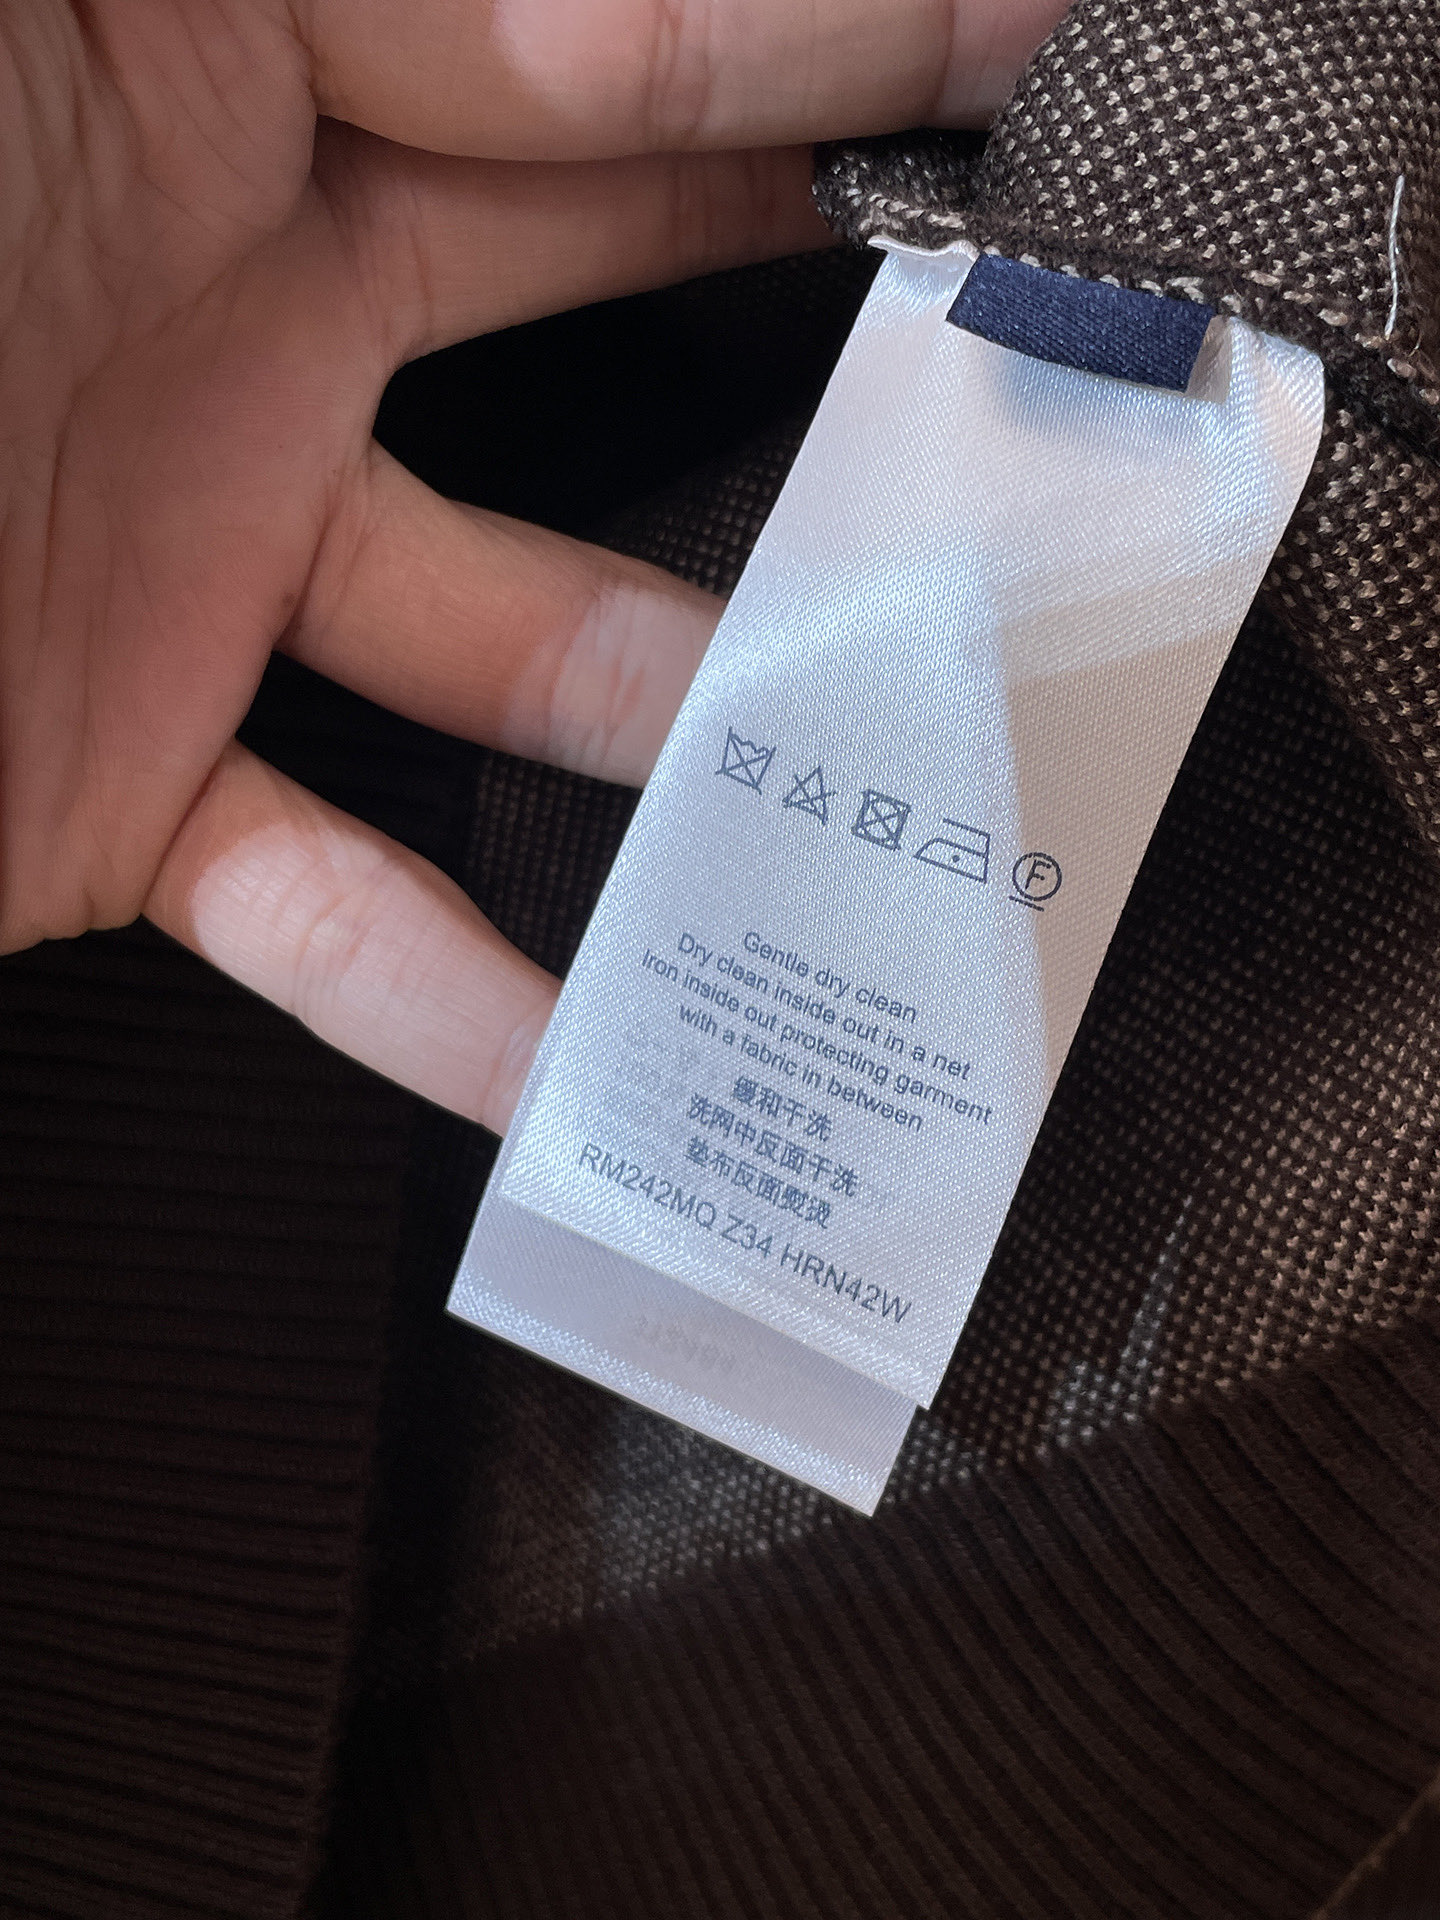 F
Gentle dry clean
Dry clean inside out in a net
Iron inside out protecting garment
with a fabric in between
缓和干洗
洗网中反面干洗
垫布反面熨烫
RM242MQ Z34 HRN42W